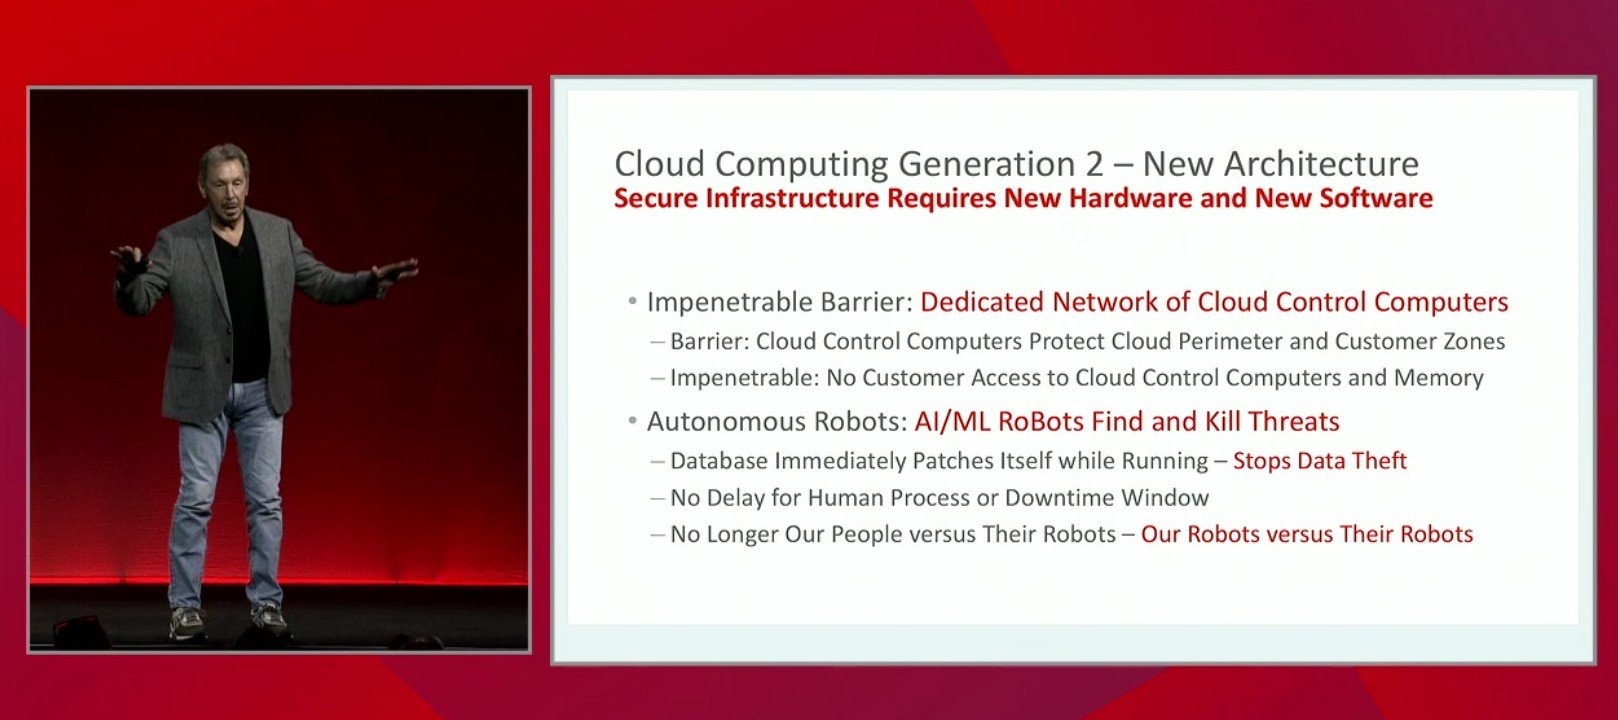 Cloud Computing Generation 2 – New Architecture
Secure Infrastructure Requires New Hardware and New Software
• Impenetrable Barrier: Dedicated Network of Cloud Control Computers
– Barrier: Cloud Control Computers Protect Cloud Perimeter and Customer Zones
– Impenetrable: No Customer Access to Cloud Control Computers and Memory
• Autonomous Robots: AI/ML RoBots Find and Kill Threats
– Database Immediately Patches Itself while Running – Stops Data Theft
– No Delay for Human Process or Downtime Window
– No Longer Our People versus Their Robots – Our Robots versus Their Robots